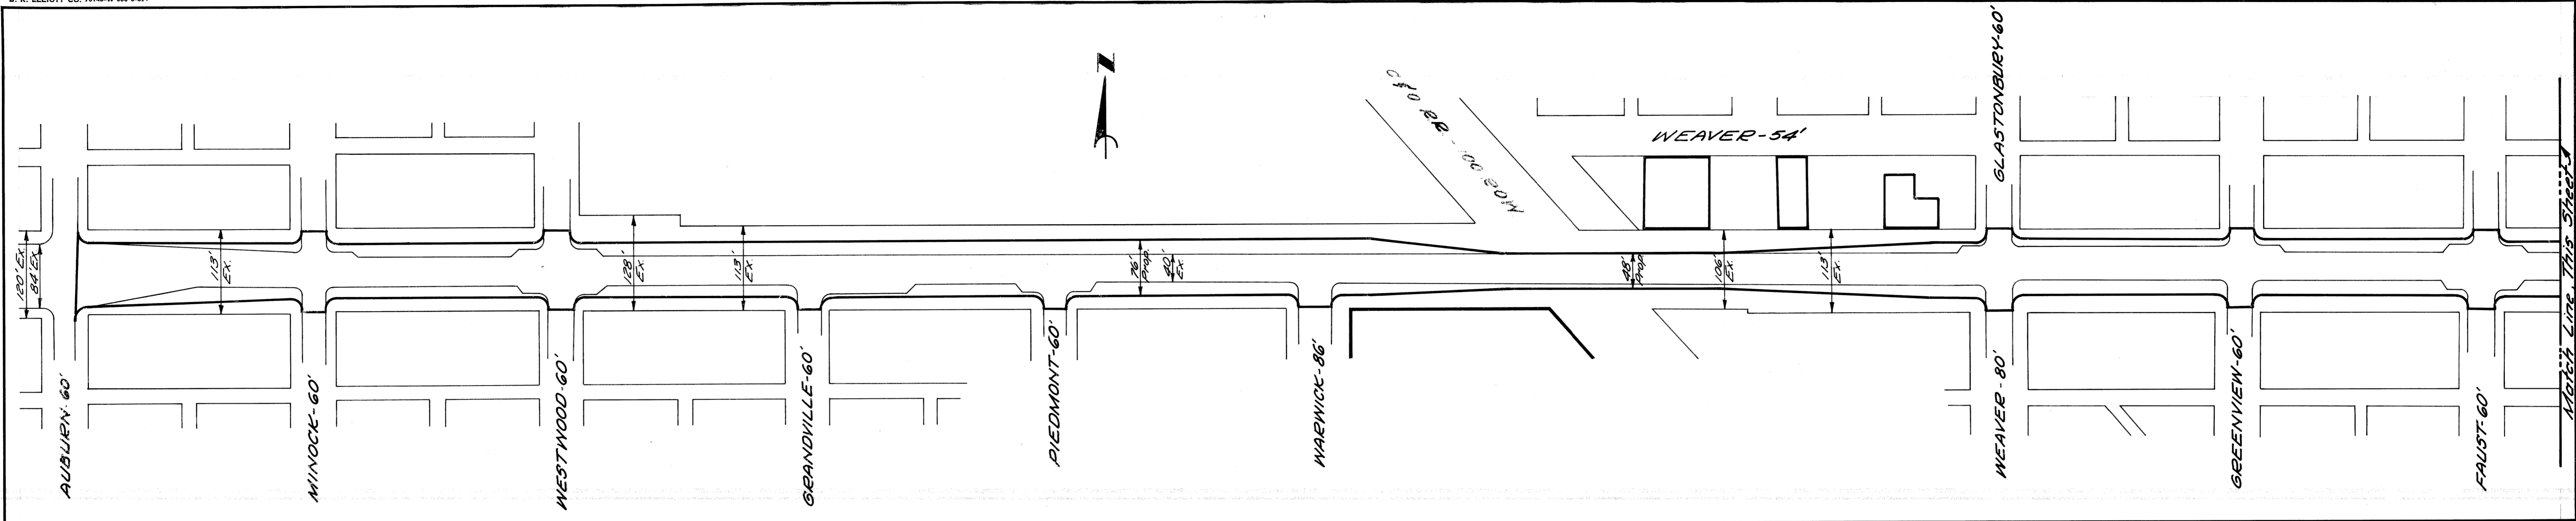 GLASTONBURY-60'
N
C & O RR - 100' ROW
WEAVER-54'
120' EX.
84' EX.
113'
EX.
128'
EX.
113'
EX.
76'
Prop.
40'
EX.
48'
Prop.
106'
EX.
113'
EX.
AUBURN-60'
MINOCK-60'
WESTWOOD-60'
GRANDVILLE-60'
PIEDMONT-60'
WARWICK-86'
WEAVER-80'
GREENVIEW-60'
FAUST-60'
Match Line, This Sheet